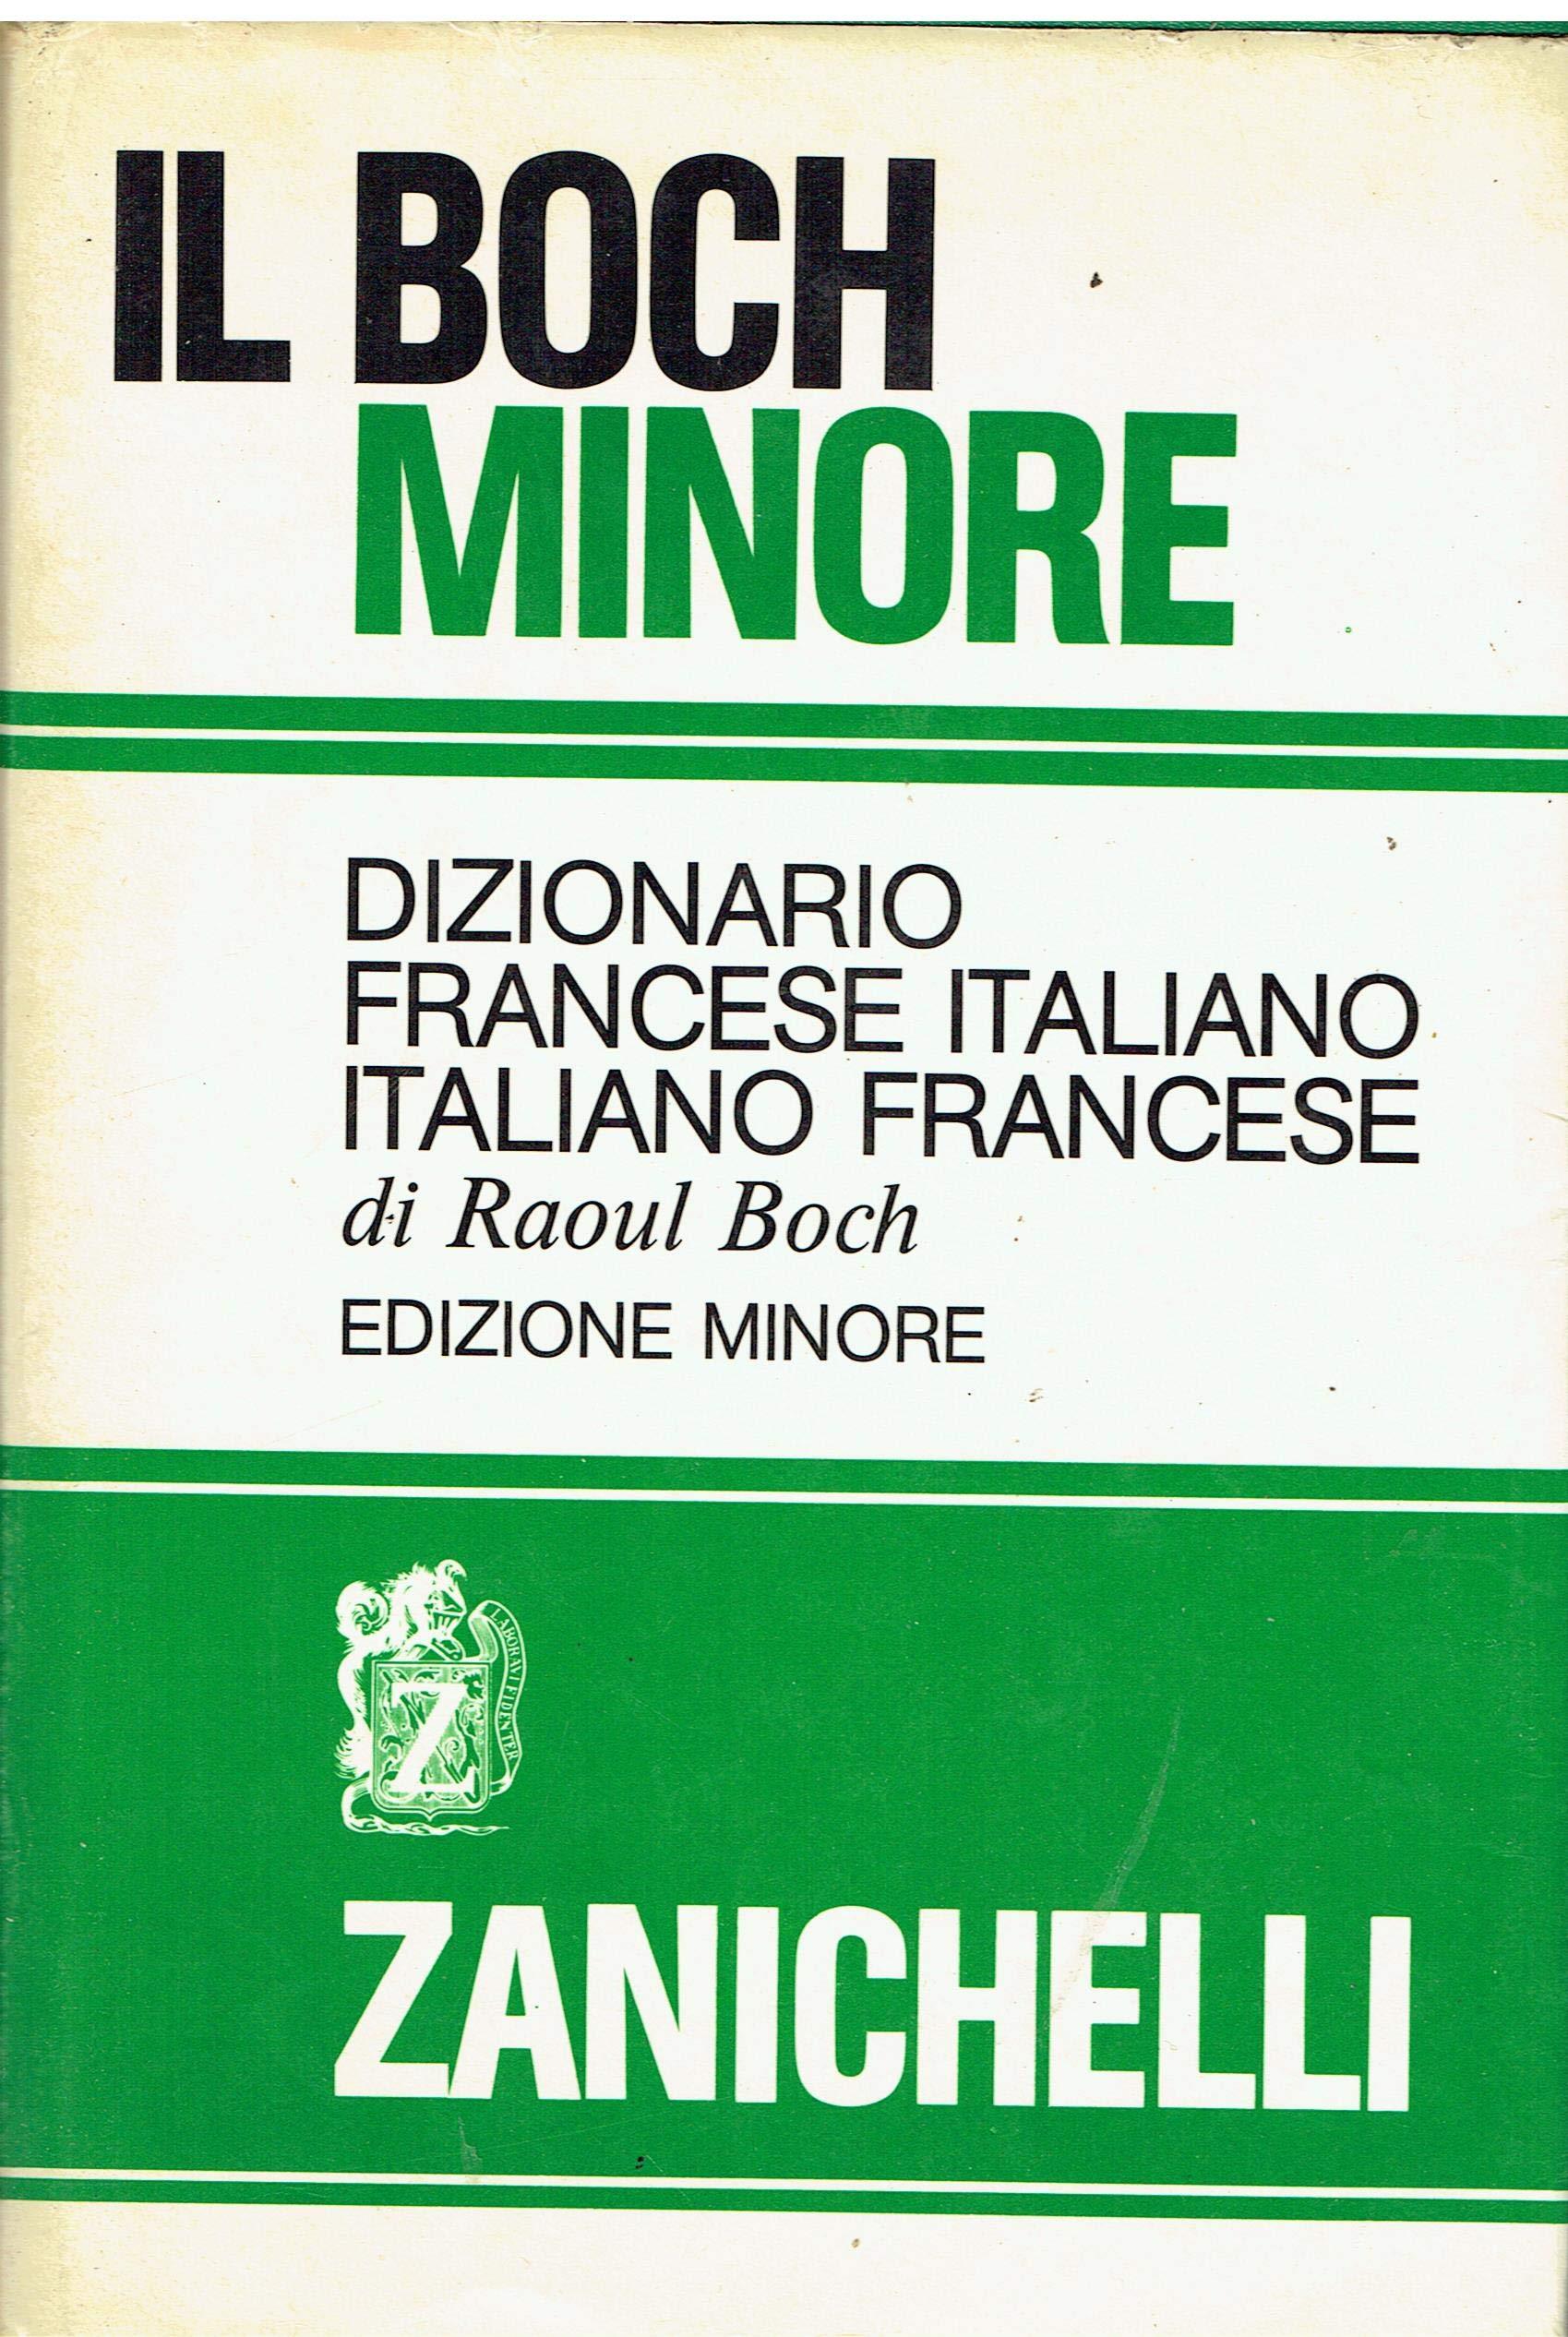 IL BOCH
MINORE
DIZIONARIO
FRANCESE ITALIANO
ITALIANO FRANCESE
di Raoul Boch
EDIZIONE MINORE
LABORAVI FIDENTER
Z
ZANICHELLI